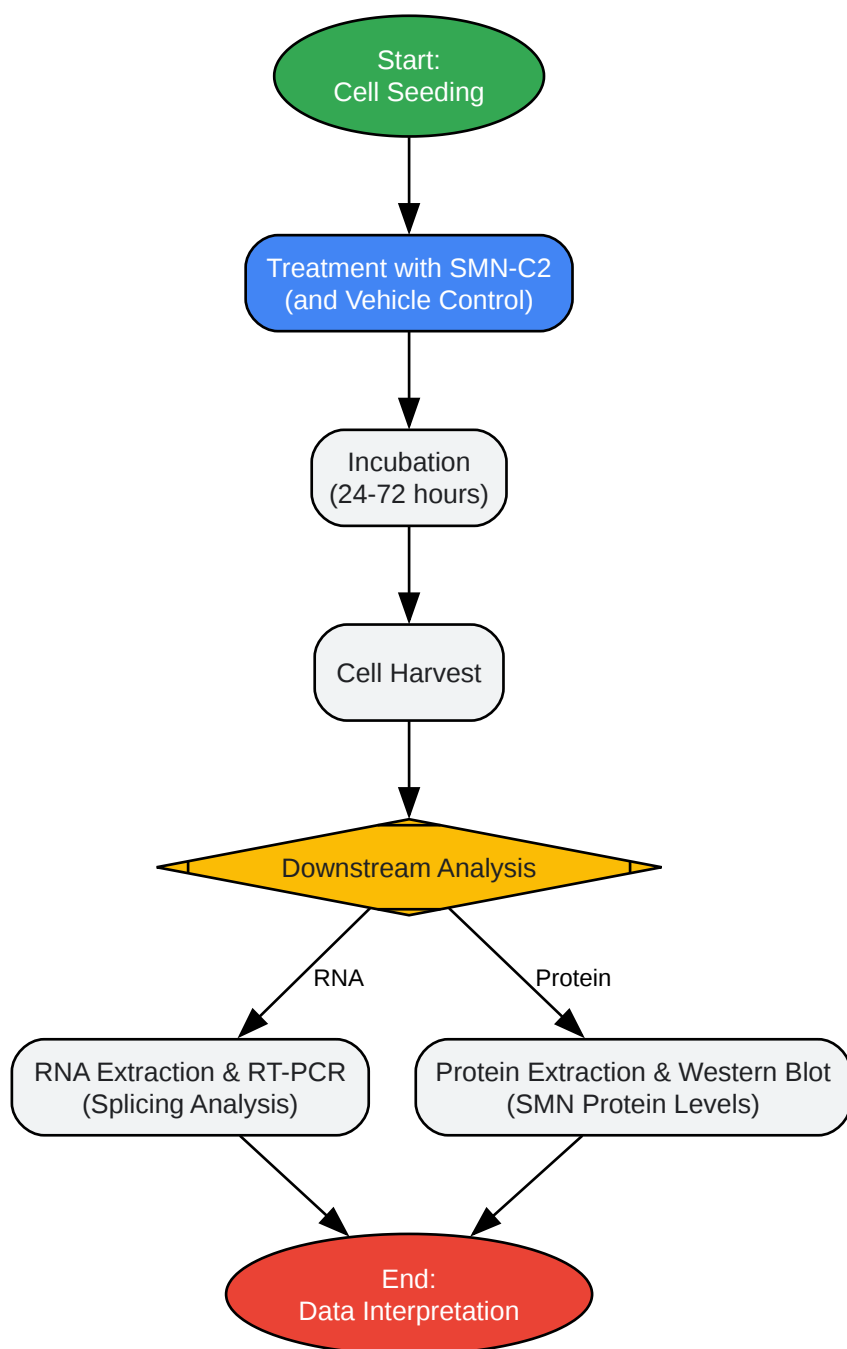 Start:
Cell Seeding
Treatment with SMN-C2
(and Vehicle Control)
Incubation
(24-72 hours)
Cell Harvest
Downstream Analysis
RNA
Protein
RNA Extraction & RT-PCR
(Splicing Analysis)
Protein Extraction & Western Blot
(SMN Protein Levels)
End:
Data Interpretation